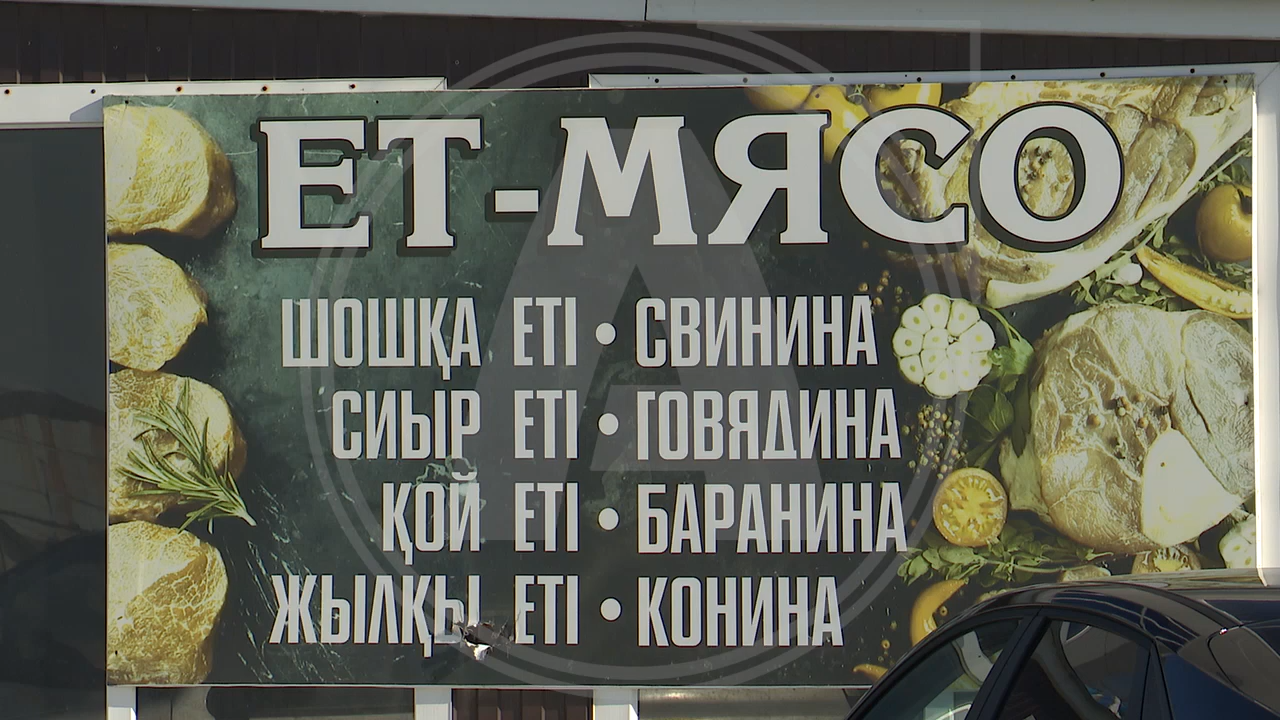 ЕТ-МЯСО
ШОШҚА ЕТІ • СВИНИНА
СИЫР ЕТІ • ГОВЯДИНА
ҚОЙ ЕТІ • БАРАНИНА
ЖЫЛҚЫ ЕТІ • КОНИНА